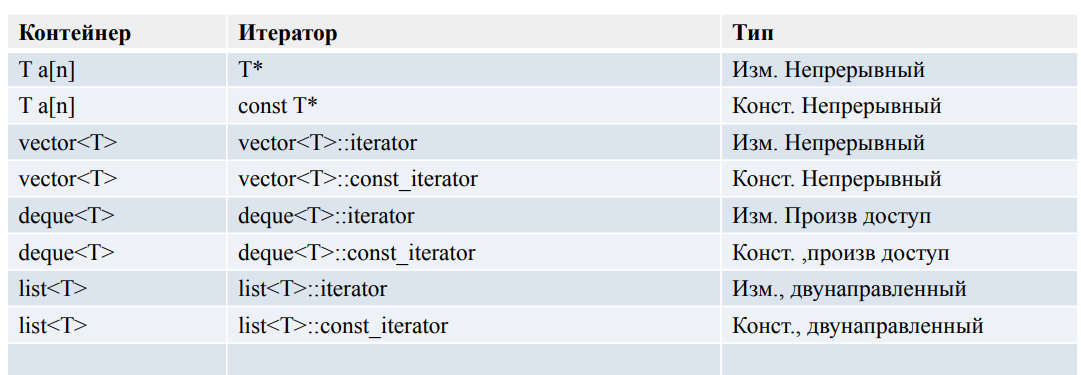 Контейнер Итератор Тип
T a[n] T* Изм. Непрерывный
T a[n] const T* Конст. Непрерывный
vector<T> vector<T>::iterator Изм. Непрерывный
vector<T> vector<T>::const_iterator Конст. Непрерывный
deque<T> deque<T>::iterator Изм. Произв доступ
deque<T> deque<T>::const_iterator Конст. ,произв доступ
list<T> list<T>::iterator Изм., двунаправленный
list<T> list<T>::const_iterator Конст., двунаправленный